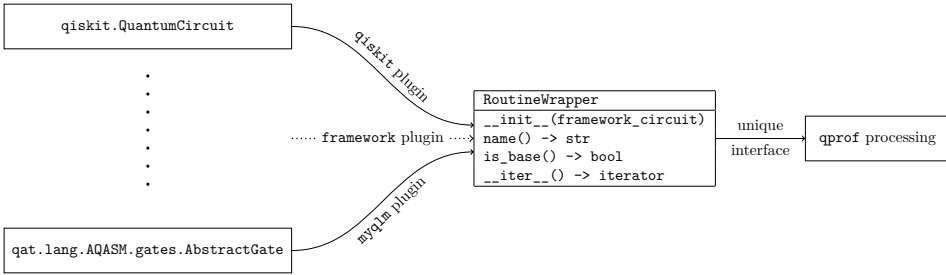 qiskit.QuantumCircuit
qiskit plugin
framework plugin
myqlm plugin
qat.lang.AQASM.gates.AbstractGate
RoutineWrapper
__init__(framework_circuit)
name() -> str
is_base() -> bool
__iter__() -> iterator
unique
interface
qprof processing